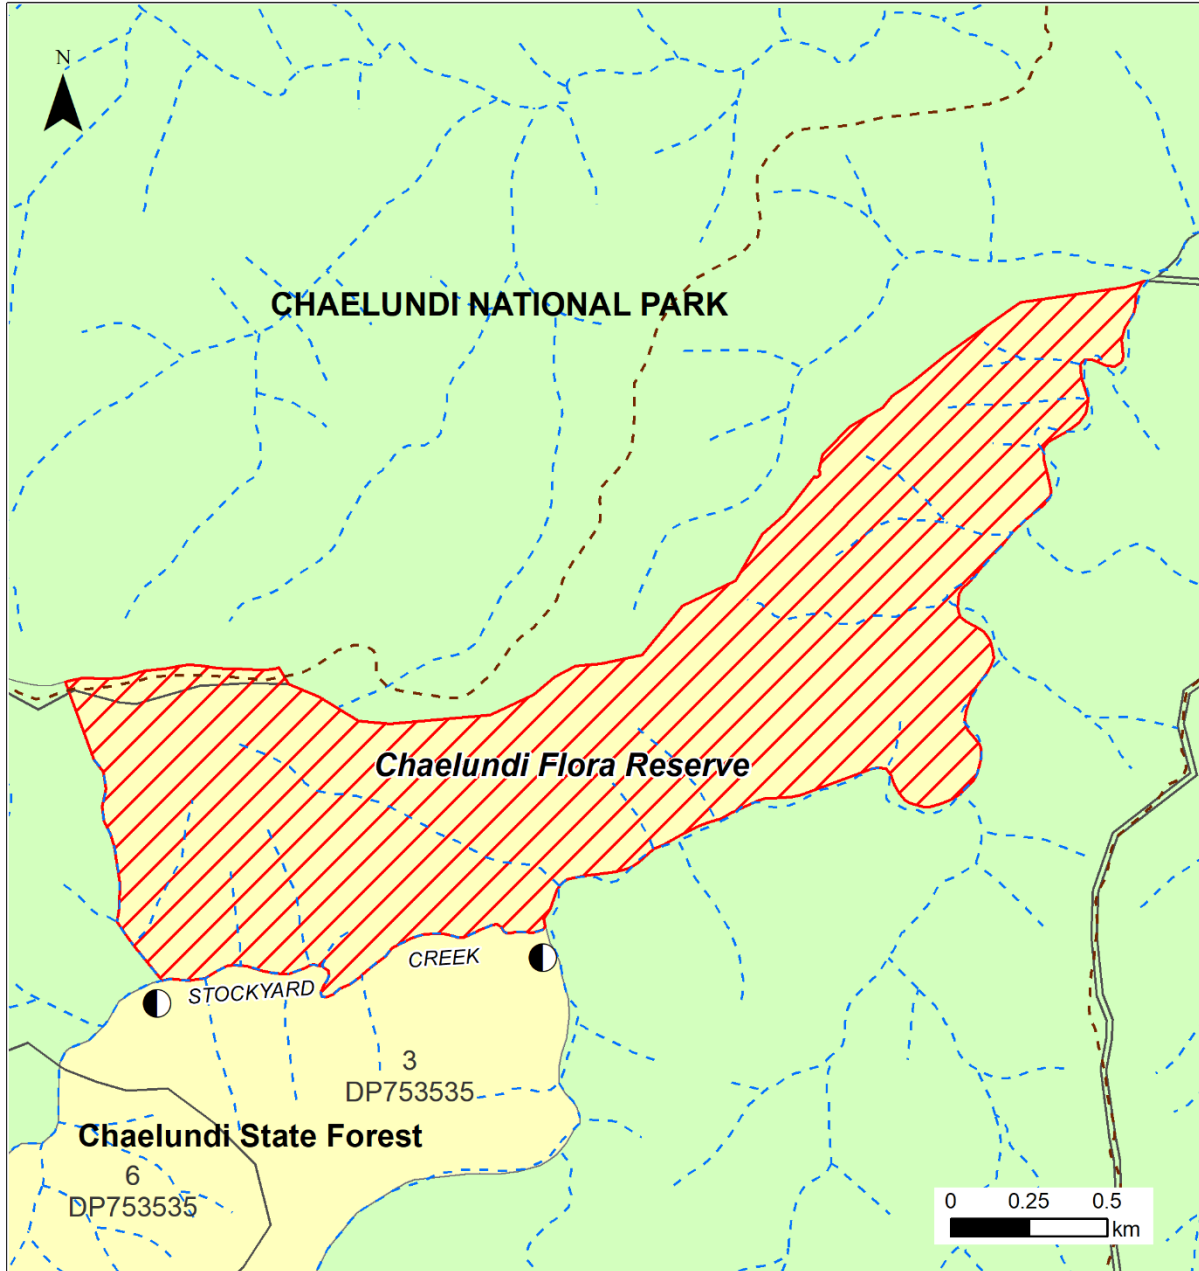 N
CHAELUNDI NATIONAL PARK
Chaelundi Flora Reserve
CREEK
STOCKYARD
3
DP753535
Chaelundi State Forest
6
DP753535
0 0.25 0.5
km